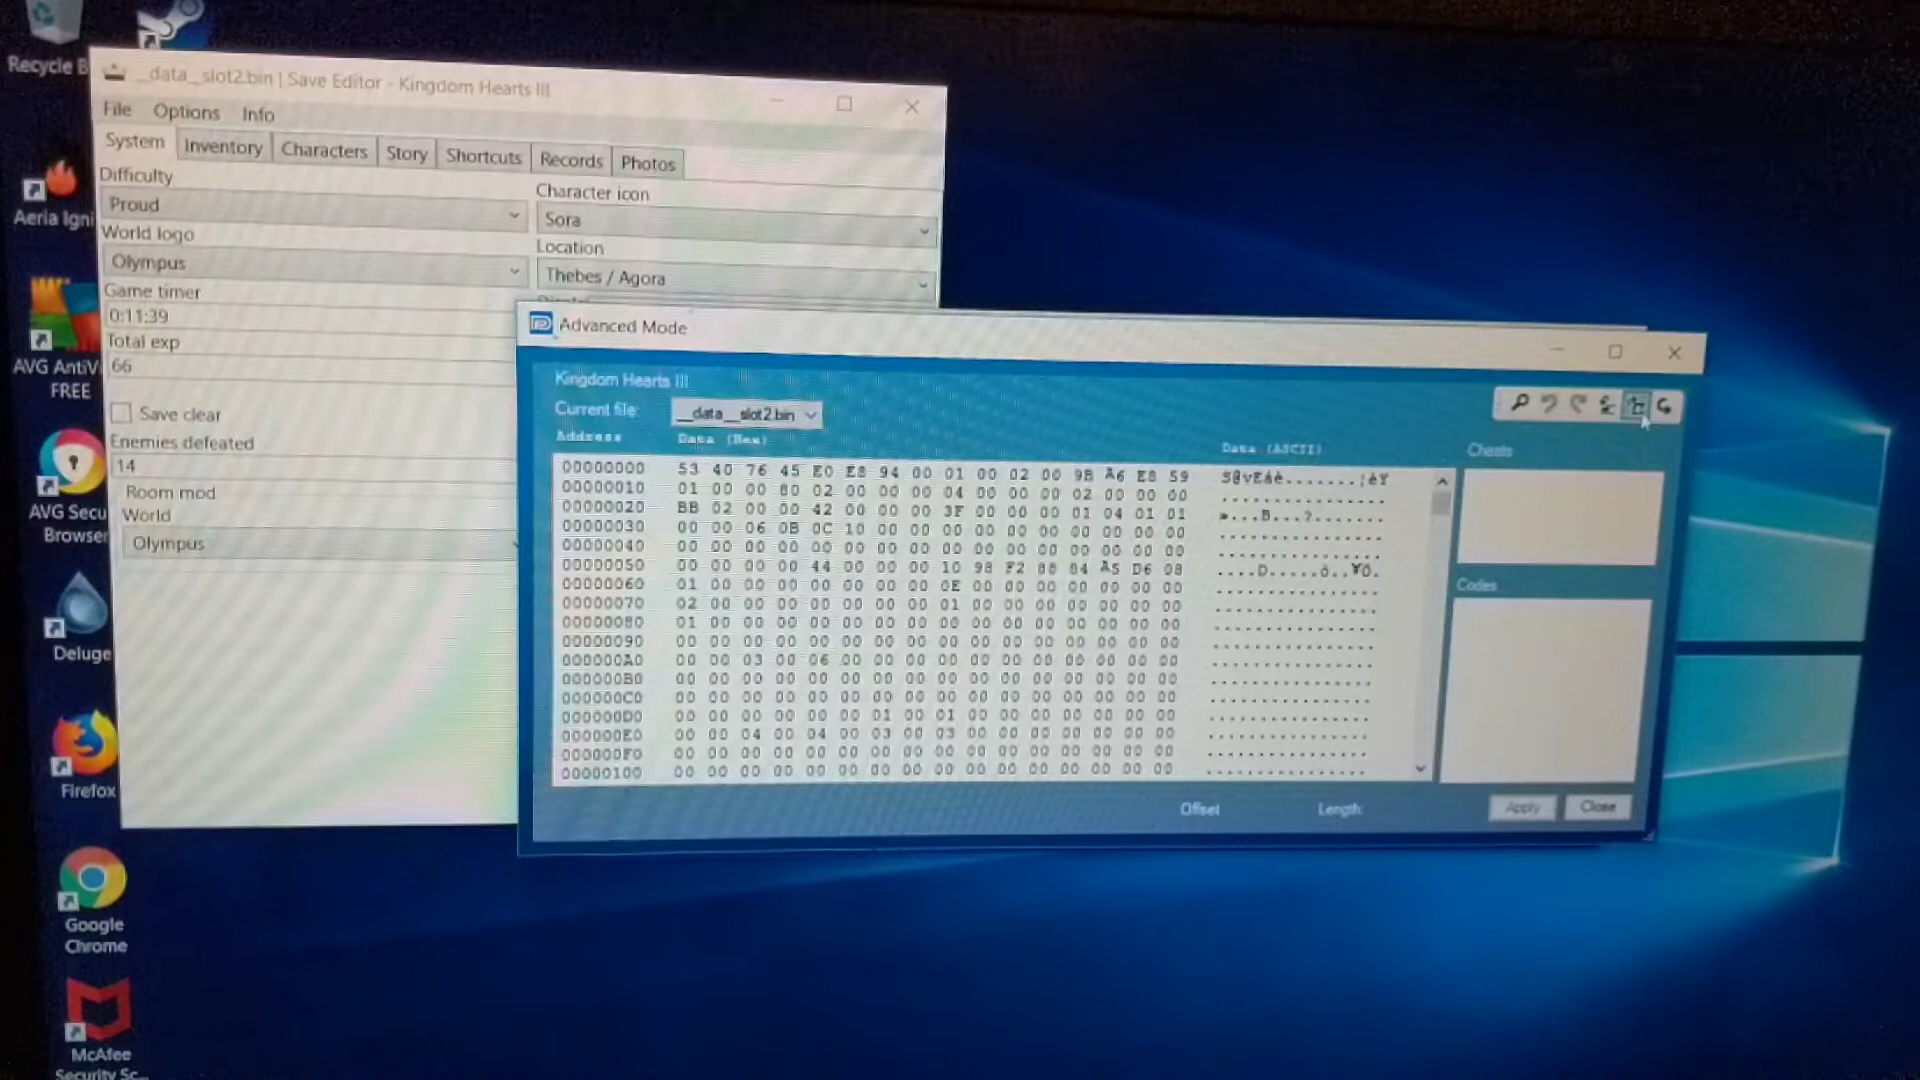 Recycle B
__data__slot2.bin | Save Editor - Kingdom Hearts III
File Options Info
System Inventory Characters Story Shortcuts Records Photos
Difficulty
Proud
Character icon
Sora
World logo
Olympus
Location
Thebes / Agora
Game timer
0:11:39
Total exp
66
Save clear
Enemies defeated
14
Room mod
World
Olympus
Aeria Igni
AVG AntiVi
FREE
AVG Secu
Browser
Deluge
Firefox
Google
Chrome
McAfee
Security Sc...
Advanced Mode
Kingdom Hearts III
Current file: __data__slot2.bin
Address Data (Hex) Data (ASCII)
00000000 53 40 76 45 E0 E8 94 00 01 00 02 00 9B A6 E8 59 S@vEàè.......¦èY
00000010 01 00 00 80 02 00 00 00 04 00 00 00 02 00 00 00 ................
00000020 BB 02 00 00 42 00 00 00 3F 00 00 00 01 04 01 01 »...B...?.......
00000030 00 00 06 0B 0C 10 00 00 00 00 00 00 00 00 00 00 ................
00000040 00 00 00 00 00 00 00 00 00 00 00 00 00 00 00 00 ................
00000050 00 00 00 00 44 00 00 00 10 98 F2 88 84 A5 D6 08 ....D.....ò..¥Ö.
00000060 01 00 00 00 00 00 00 00 0E 00 00 00 00 00 00 00 ................
00000070 02 00 00 00 00 00 00 00 01 00 00 00 00 00 00 00 ................
00000080 01 00 00 00 00 00 00 00 00 00 00 00 00 00 00 00 ................
00000090 00 00 00 00 00 00 00 00 00 00 00 00 00 00 00 00 ................
000000A0 00 00 03 00 06 00 00 00 00 00 00 00 00 00 00 00 ................
000000B0 00 00 00 00 00 00 00 00 00 00 00 00 00 00 00 00 ................
000000C0 00 00 00 00 00 00 00 00 00 00 00 00 00 00 00 00 ................
000000D0 00 00 00 00 00 00 01 00 01 00 00 00 00 00 00 00 ................
000000E0 00 00 04 00 04 00 03 00 03 00 00 00 00 00 00 00 ................
000000F0 00 00 00 00 00 00 00 00 00 00 00 00 00 00 00 00 ................
00000100 00 00 00 00 00 00 00 00 00 00 00 00 00 00 00 00 ................
Cheats
Codes
Offset Length: Apply Close